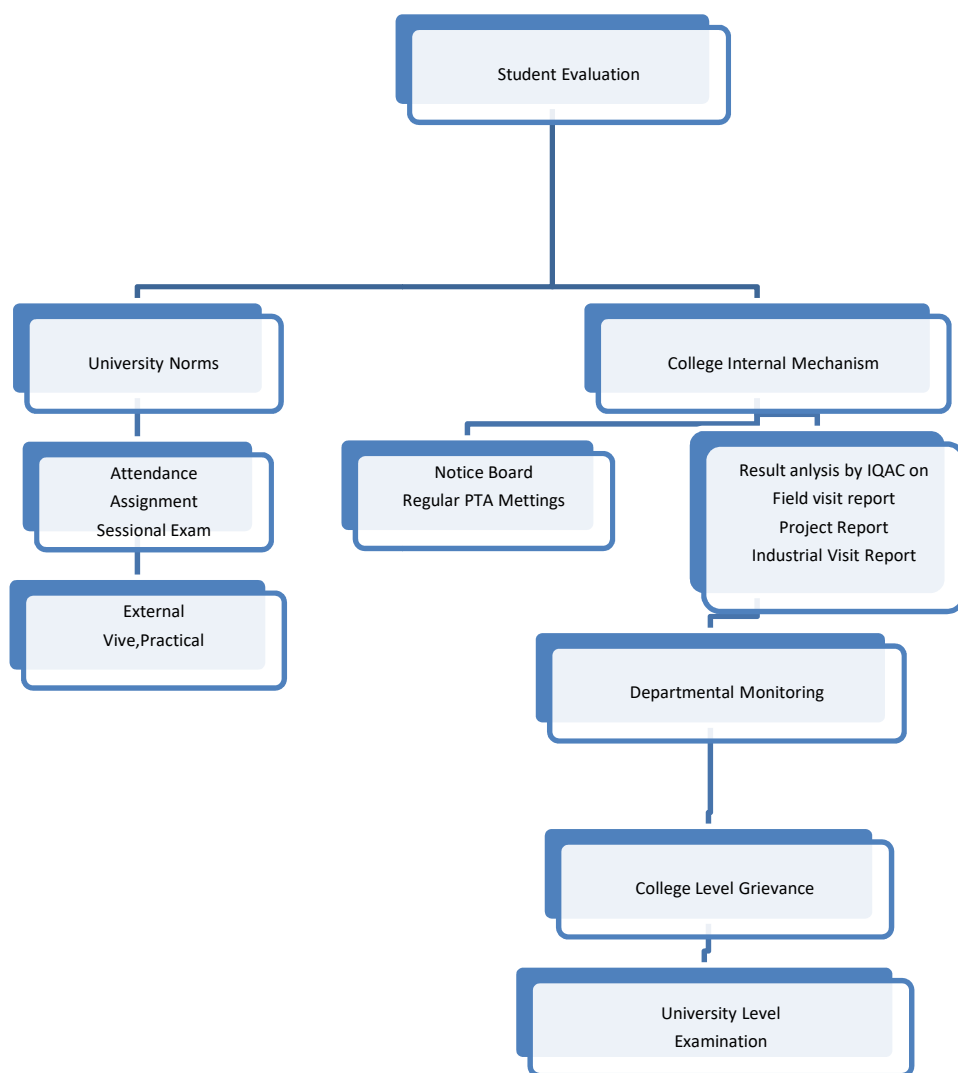 Student Evaluation
University Norms
College Internal Mechanism
Attendance
Assignment
Sessional Exam
Notice Board
Regular PTA Mettings
Result anlysis by IQAC on
Field visit report
Project Report
Industrial Visit Report
External
Vive,Practical
Departmental Monitoring
College Level Grievance
University Level
Examination